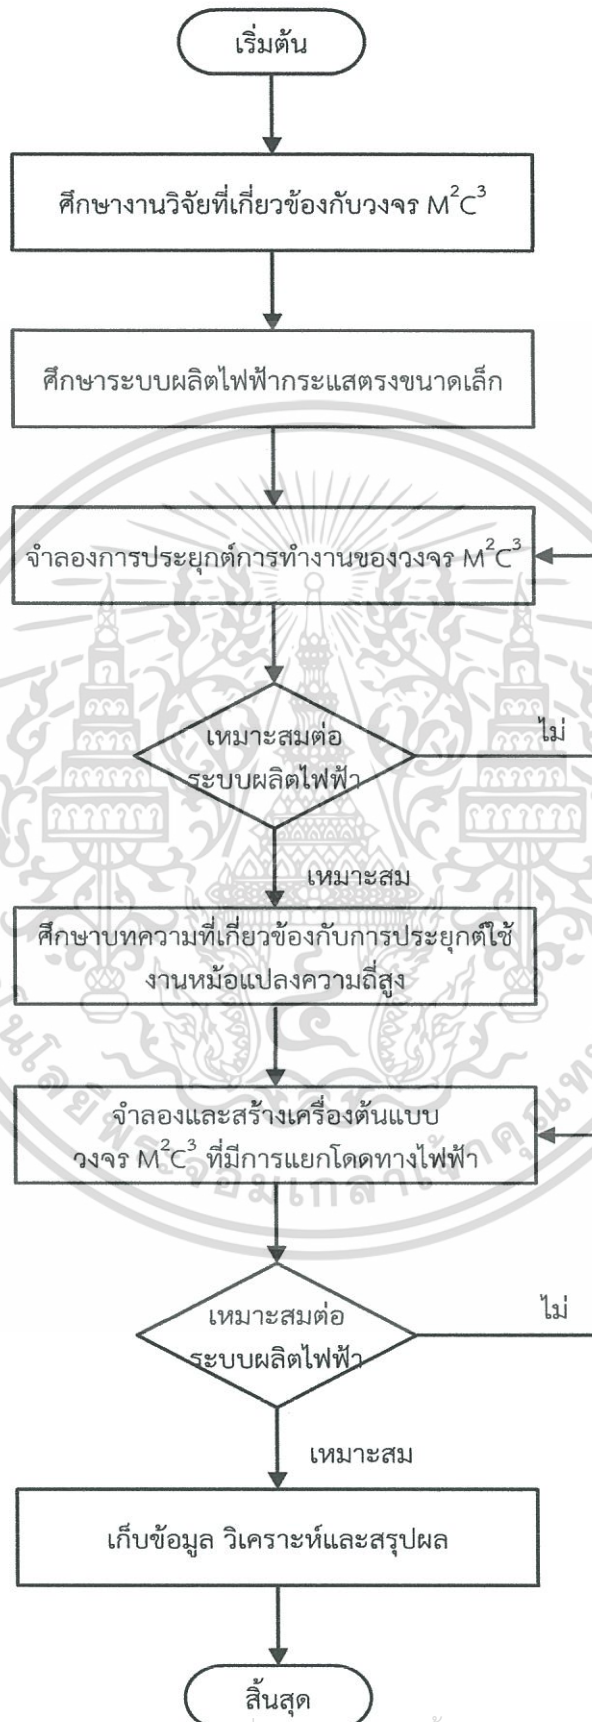 เริ่มต้น
ศึกษางานวิจัยที่เกี่ยวข้องกับวงจร M²C³
ศึกษาระบบผลิตไฟฟ้ากระแสตรงขนาดเล็ก
จำลองการประยุกต์การทำงานของวงจร M²C³
เหมาะสมต่อ
ระบบผลิตไฟฟ้า
ไม่
เหมาะสม
ศึกษาบทความที่เกี่ยวข้องกับการประยุกต์ใช้
งานหม้อแปลงความถี่สูง
จำลองและสร้างเครื่องต้นแบบ
วงจร M²C³ ที่มีการแยกโดดทางไฟฟ้า
เหมาะสมต่อ
ระบบผลิตไฟฟ้า
ไม่
เหมาะสม
เก็บข้อมูล วิเคราะห์และสรุปผล
สิ้นสุด